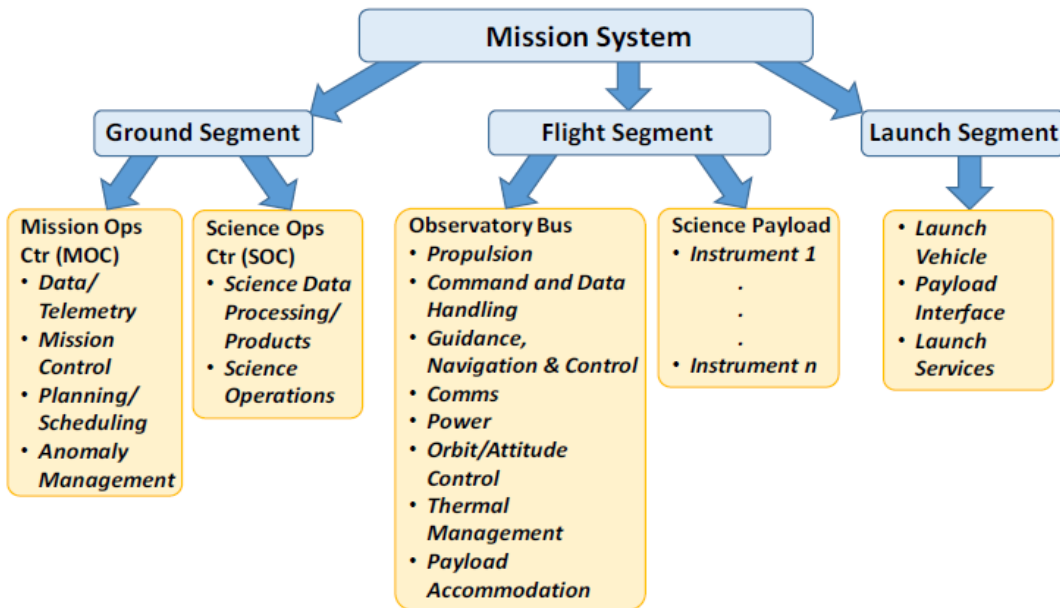 Mission System
Ground Segment
Flight Segment
Launch Segment
Mission Ops
Ctr (MOC)
• Data/
Telemetry
• Mission
Control
• Planning/
Scheduling
• Anomaly
Management
Science Ops
Ctr (SOC)
• Science Data
Processing/
Products
• Science
Operations
Observatory Bus
• Propulsion
• Command and Data
Handling
• Guidance,
Navigation & Control
• Comms
• Power
• Orbit/Attitude
Control
• Thermal
Management
• Payload
Accommodation
Science Payload
• Instrument 1
.
.
.
• Instrument n
• Launch
Vehicle
• Payload
Interface
• Launch
Services